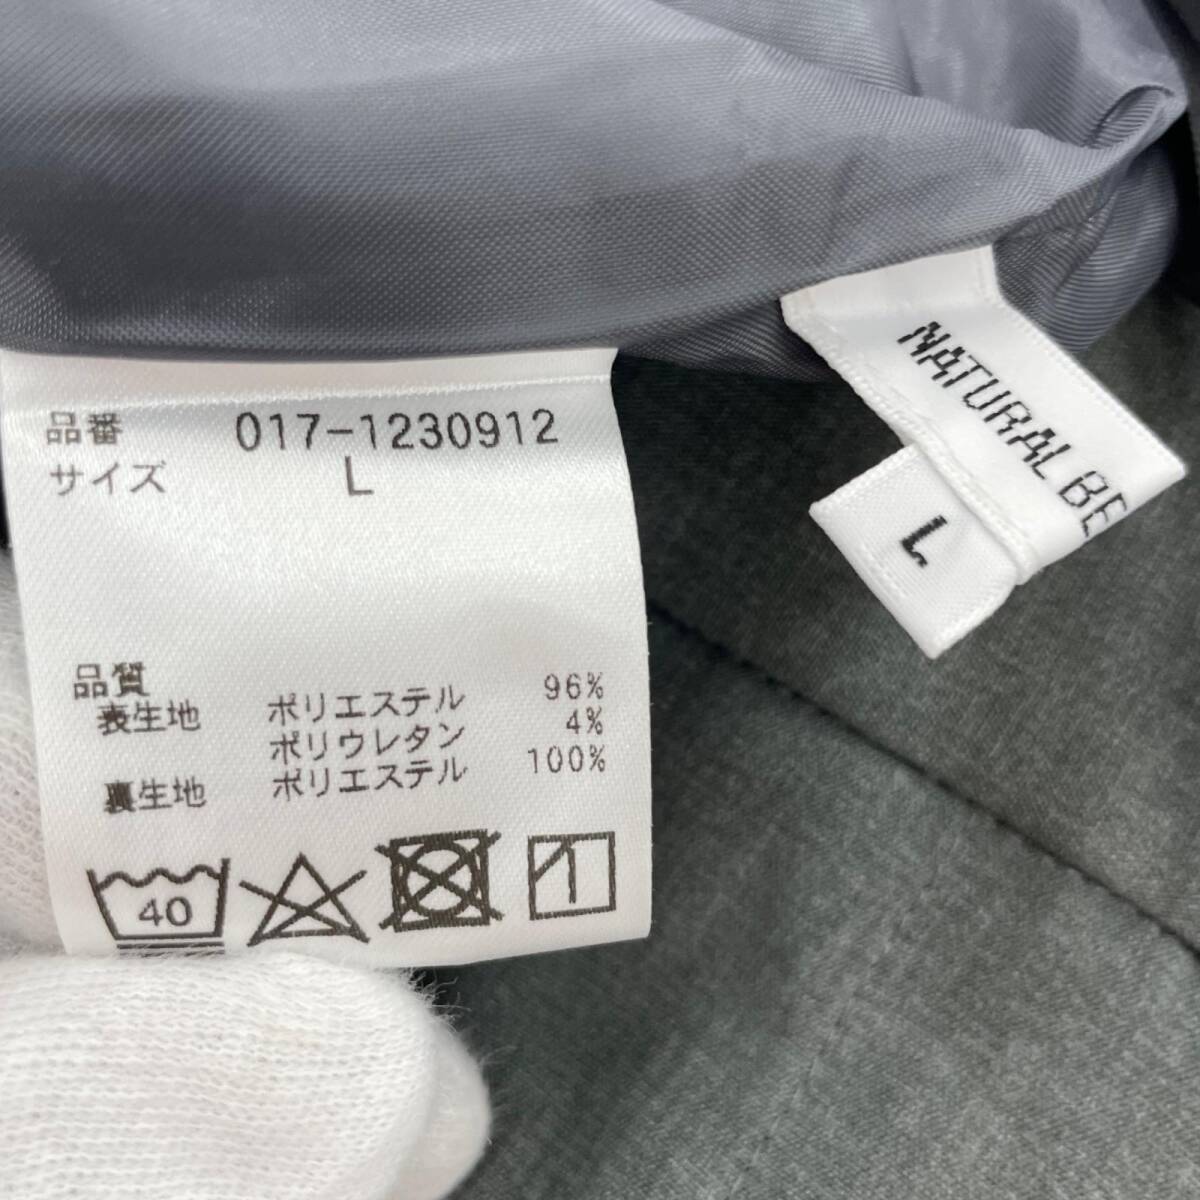 品番 017-1230912
サイズ L
品質
表生地 ポリエステル 96%
ポリウレタン 4%
裏生地 ポリエステル 100%
40
NATURAL BE
L